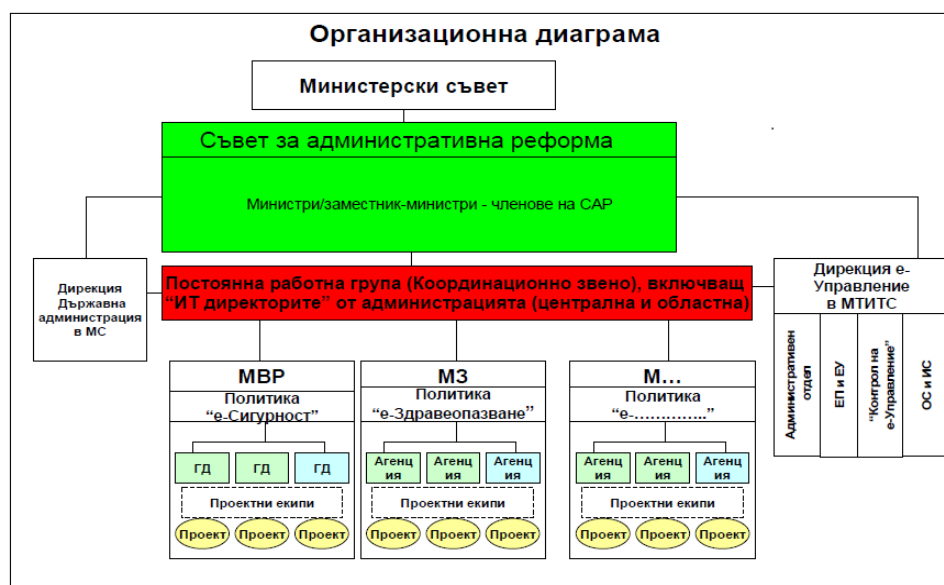 Организационна диаграма
Министерски съвет
Съвет за административна реформа
Министри/заместник-министри - членове на САР
Дирекция
Държавна
администрация
в МС
Постоянна работна група (Координационно звено), включващ
“ИТ директорите” от администрацията (централна и областна)
Дирекция е-
Управление
в МТИТС
Административен
отдел
ЕП и ЕУ
“Контрол на
е-Управление”
ОС и ИС
МВР
Политика
“е-Сигурност”
ГД
ГД
ГД
Проектни екипи
Проект
Проект
Проект
МЗ
Политика
“е-Здравеопазване”
Агенц
ия
Агенц
ия
Агенц
ия
Проектни екипи
Проект
Проект
Проект
М...
Политика
“е-…………..”
Агенц
ия
Агенц
ия
Агенц
ия
Проектни екипи
Проект
Проект
Проект